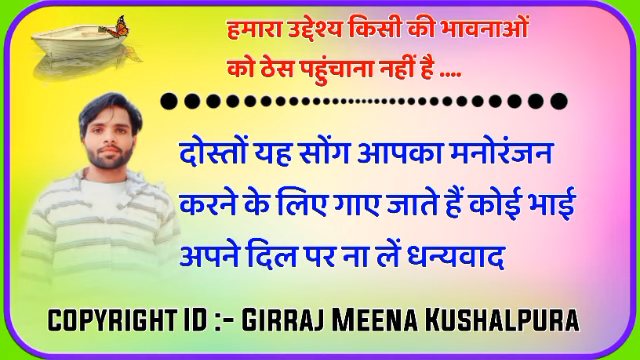 हमारा उद्देश्य किसी की भावनाओं
को ठेस पहुंचाना नहीं है ....
दोस्तों यह सोंग आपका मनोरंजन
करने के लिए गाए जाते हैं कोई भाई
अपने दिल पर ना लें धन्यवाद
COPYRIGHT ID :- GIRRAJ MEENA KUSHALPURA